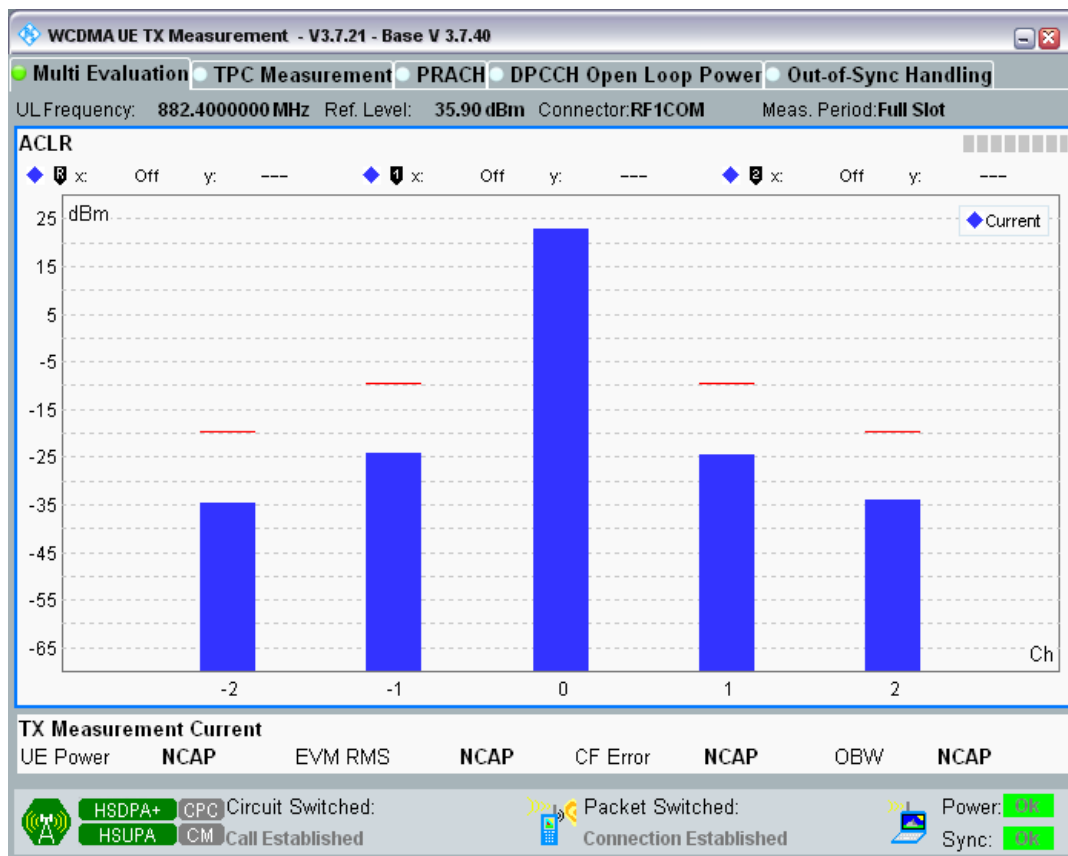 WCDMA UE TX Measurement - V3.7.21 - Base V 3.7.40
Multi Evaluation TPC Measurement PRACH DPCCH Open Loop Power Out-of-Sync Handling
UL Frequency: 882.4000000 MHz Ref. Level: 35.90 dBm Connector:RF1COM Meas. Period:Full Slot
ACLR
R x: Off y: --- 1 x: Off y: --- 2 x: Off y: ---
dBm
Current
25
15
5
-5
-15
-25
-35
-45
-55
-65
Ch
-2 -1 0 1 2
TX Measurement Current
UE Power NCAP EVM RMS NCAP CF Error NCAP OBW NCAP
HSDPA+ CPC Circuit Switched: Packet Switched: Power: OK
HSUPA CM Call Established Connection Established Sync: OK